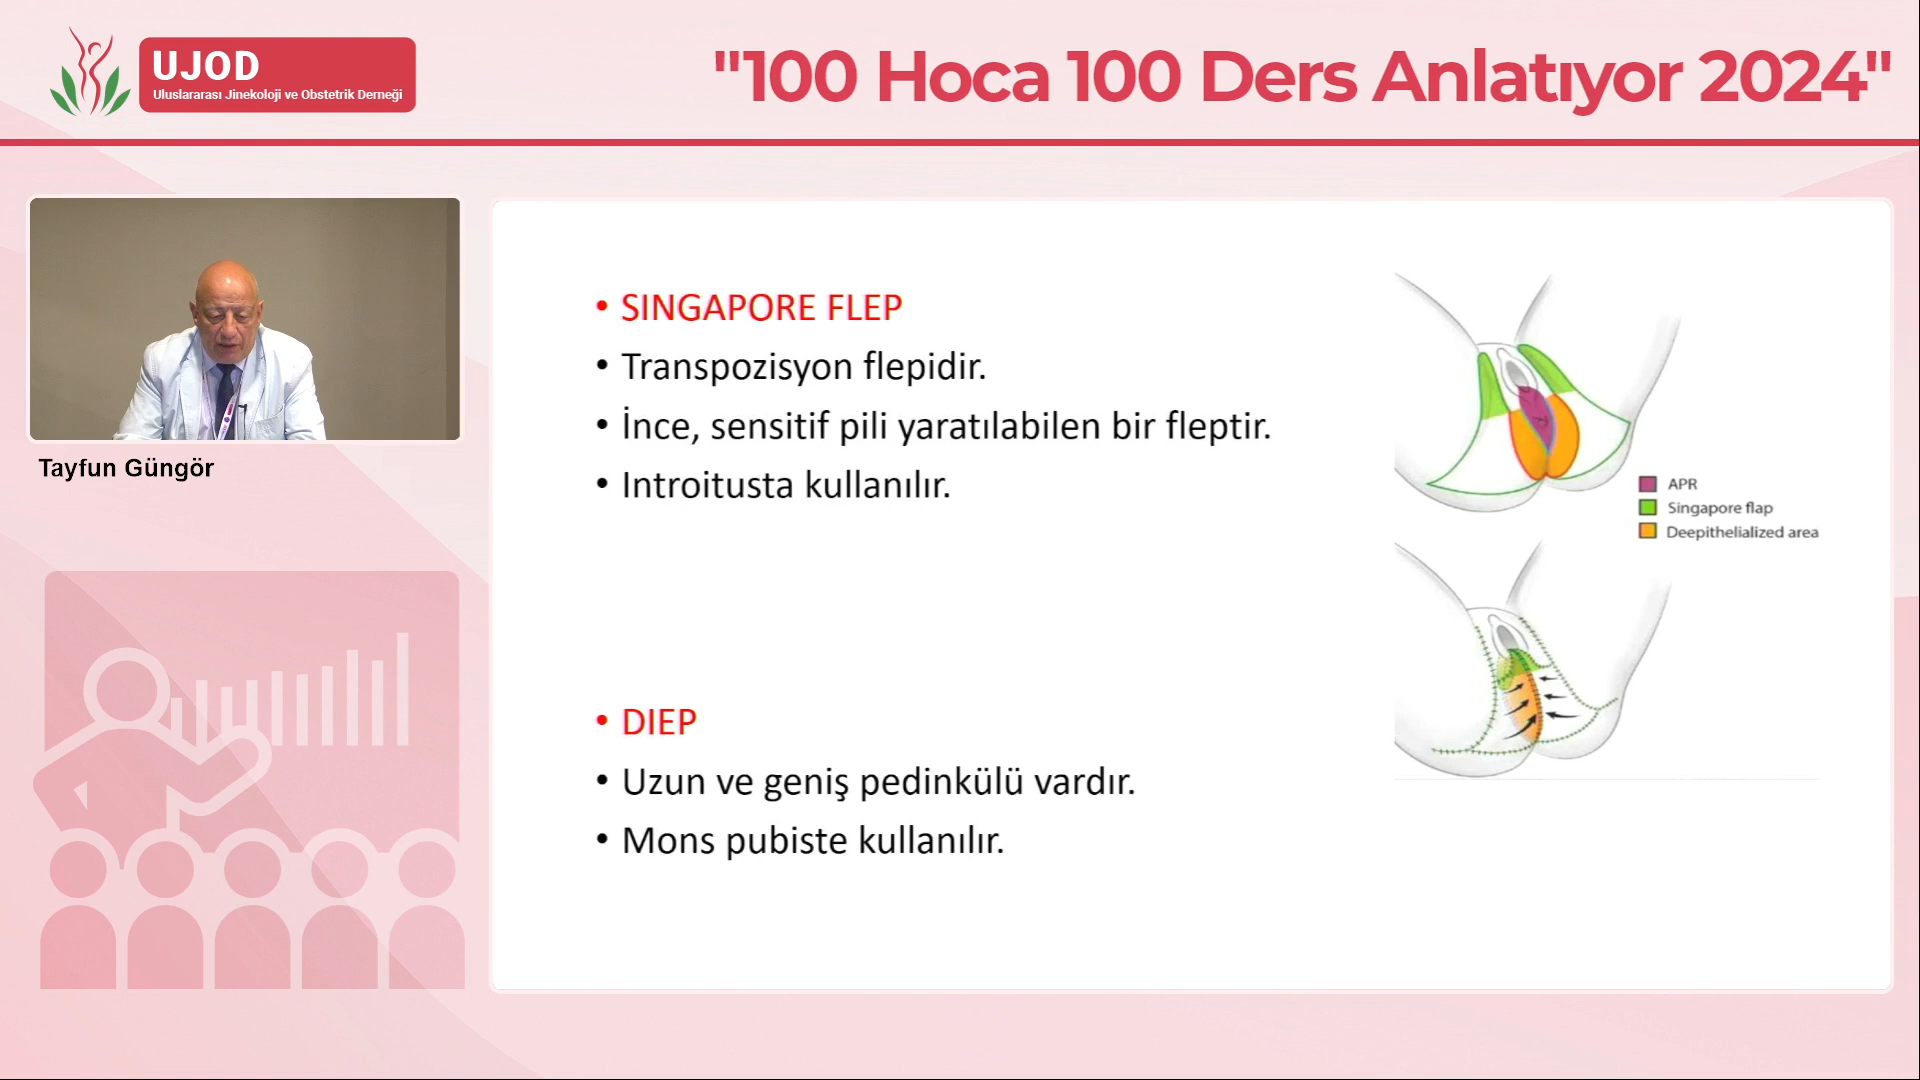 UJOD
Uluslararası Jinekoloji ve Obstetrik Derneği
"100 Hoca 100 Ders Anlatıyor 2024"
Tayfun Güngör
• SINGAPORE FLEP
• Transpozisyon flepidir.
• İnce, sensitif pili yaratılabilen bir fleptir.
• Introitusta kullanılır.
APR
Singapore flap
Deepithelialized area
• DIEP
• Uzun ve geniş pedinkülü vardır.
• Mons pubiste kullanılır.